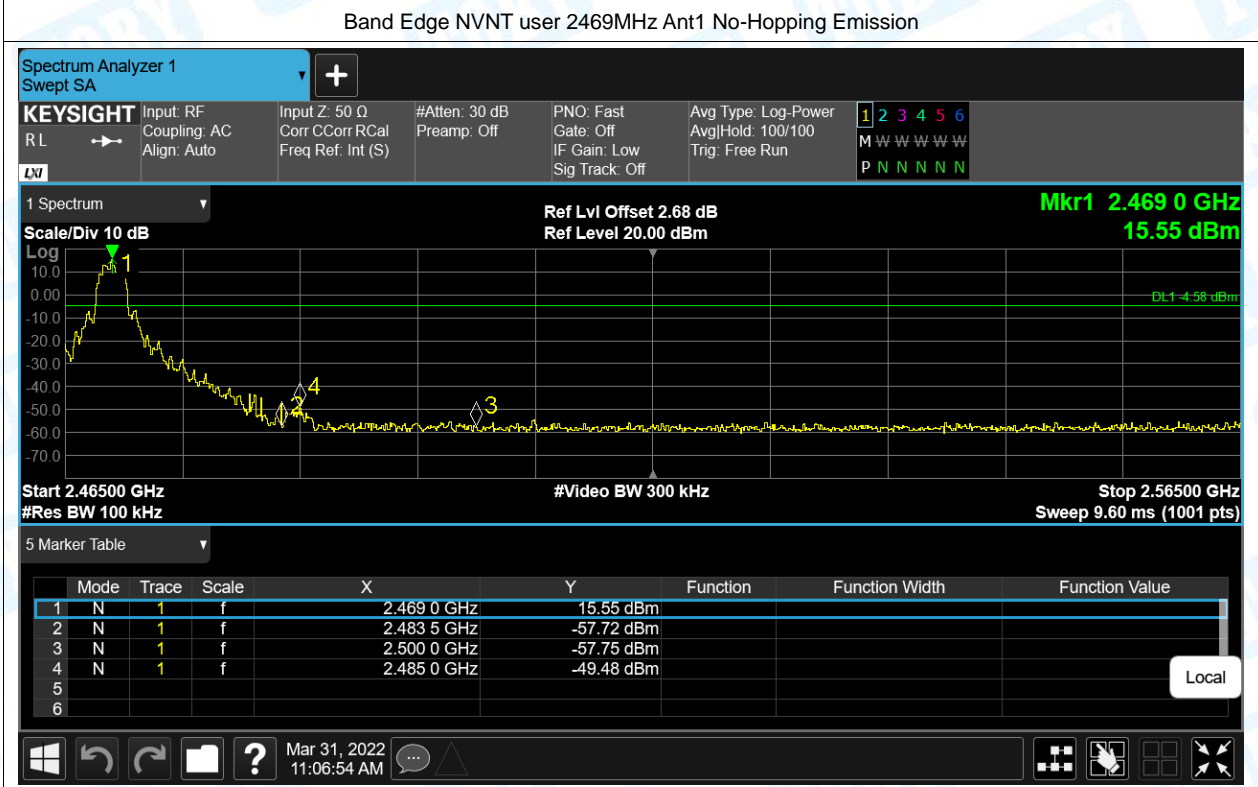 Band Edge NVNT user 2469MHz Ant1 No-Hopping Emission
Spectrum Analyzer 1
Swept SA
KEYSIGHT
R L
LXI
Input: RF
Coupling: AC
Align: Auto
Input Z: 50 Ω
Corr CCorr RCal
Freq Ref: Int (S)
#Atten: 30 dB
Preamp: Off
PNO: Fast
Gate: Off
IF Gain: Low
Sig Track: Off
Avg Type: Log-Power
Avg|Hold: 100/100
Trig: Free Run
1 2 3 4 5 6
M W W W W W
P N N N N N
1 Spectrum
Scale/Div 10 dB
Ref Lvl Offset 2.68 dB
Ref Level 20.00 dBm
Mkr1 2.469 0 GHz
15.55 dBm
Log
10.0
0.00
-10.0
-20.0
-30.0
-40.0
-50.0
-60.0
-70.0
1
2
4
3
DL1 -4.58 dBm
Start 2.46500 GHz
#Video BW 300 kHz
Stop 2.56500 GHz
#Res BW 100 kHz
Sweep 9.60 ms (1001 pts)
5 Marker Table
Mode Trace Scale X Y Function Function Width Function Value
1 N 1 f 2.469 0 GHz 15.55 dBm
2 N 1 f 2.483 5 GHz -57.72 dBm
3 N 1 f 2.500 0 GHz -57.75 dBm
4 N 1 f 2.485 0 GHz -49.48 dBm
5
6
Local
?
Mar 31, 2022
11:06:54 AM